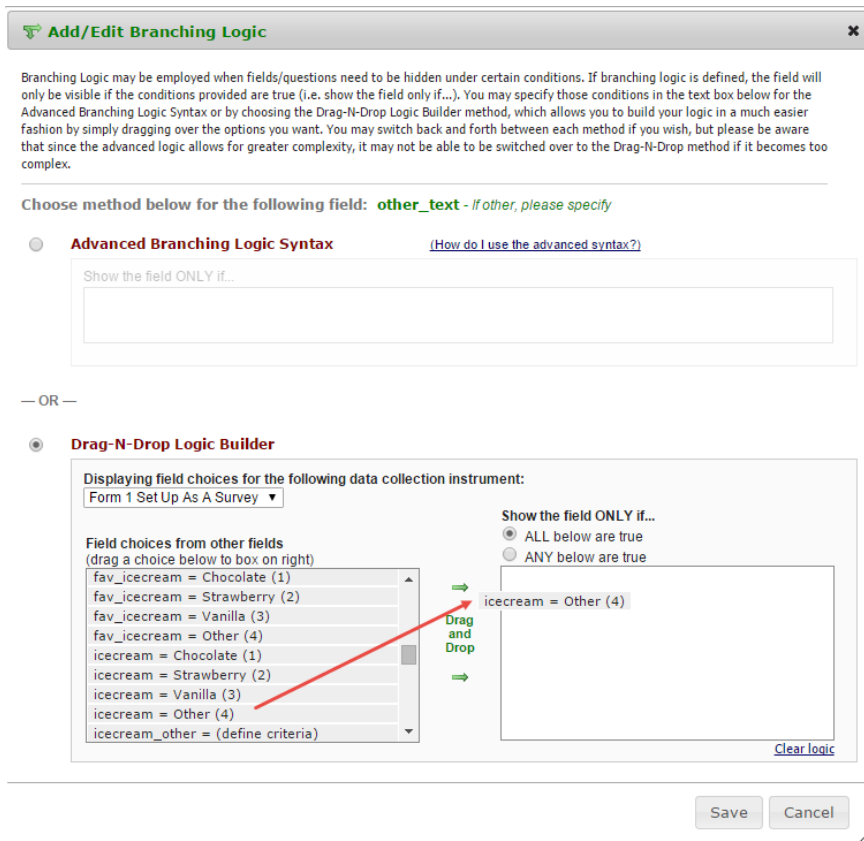 Add/Edit Branching Logic
Branching Logic may be employed when fields/questions need to be hidden under certain conditions. If branching logic is defined, the field will
only be visible if the conditions provided are true (i.e. show the field only if...). You may specify those conditions in the text box below for the
Advanced Branching Logic Syntax or by choosing the Drag-N-Drop Logic Builder method, which allows you to build your logic in a much easier
fashion by simply dragging over the options you want. You may switch back and forth between each method if you wish, but please be aware
that since the advanced logic allows for greater complexity, it may not be able to be switched over to the Drag-N-Drop method if it becomes too
complex.
Choose method below for the following field: other_text - If other, please specify
Advanced Branching Logic Syntax (How do I use the advanced syntax?)
Show the field ONLY if...
— OR —
Drag-N-Drop Logic Builder
Displaying field choices for the following data collection instrument:
Form 1 Set Up As A Survey
Field choices from other fields
(drag a choice below to box on right)
fav_icecream = Chocolate (1)
fav_icecream = Strawberry (2)
fav_icecream = Vanilla (3)
fav_icecream = Other (4)
icecream = Chocolate (1)
icecream = Strawberry (2)
icecream = Vanilla (3)
icecream = Other (4)
icecream_other = (define criteria)
Drag
and
Drop
Show the field ONLY if...
ALL below are true
ANY below are true
icecream = Other (4)
Clear logic
Save Cancel